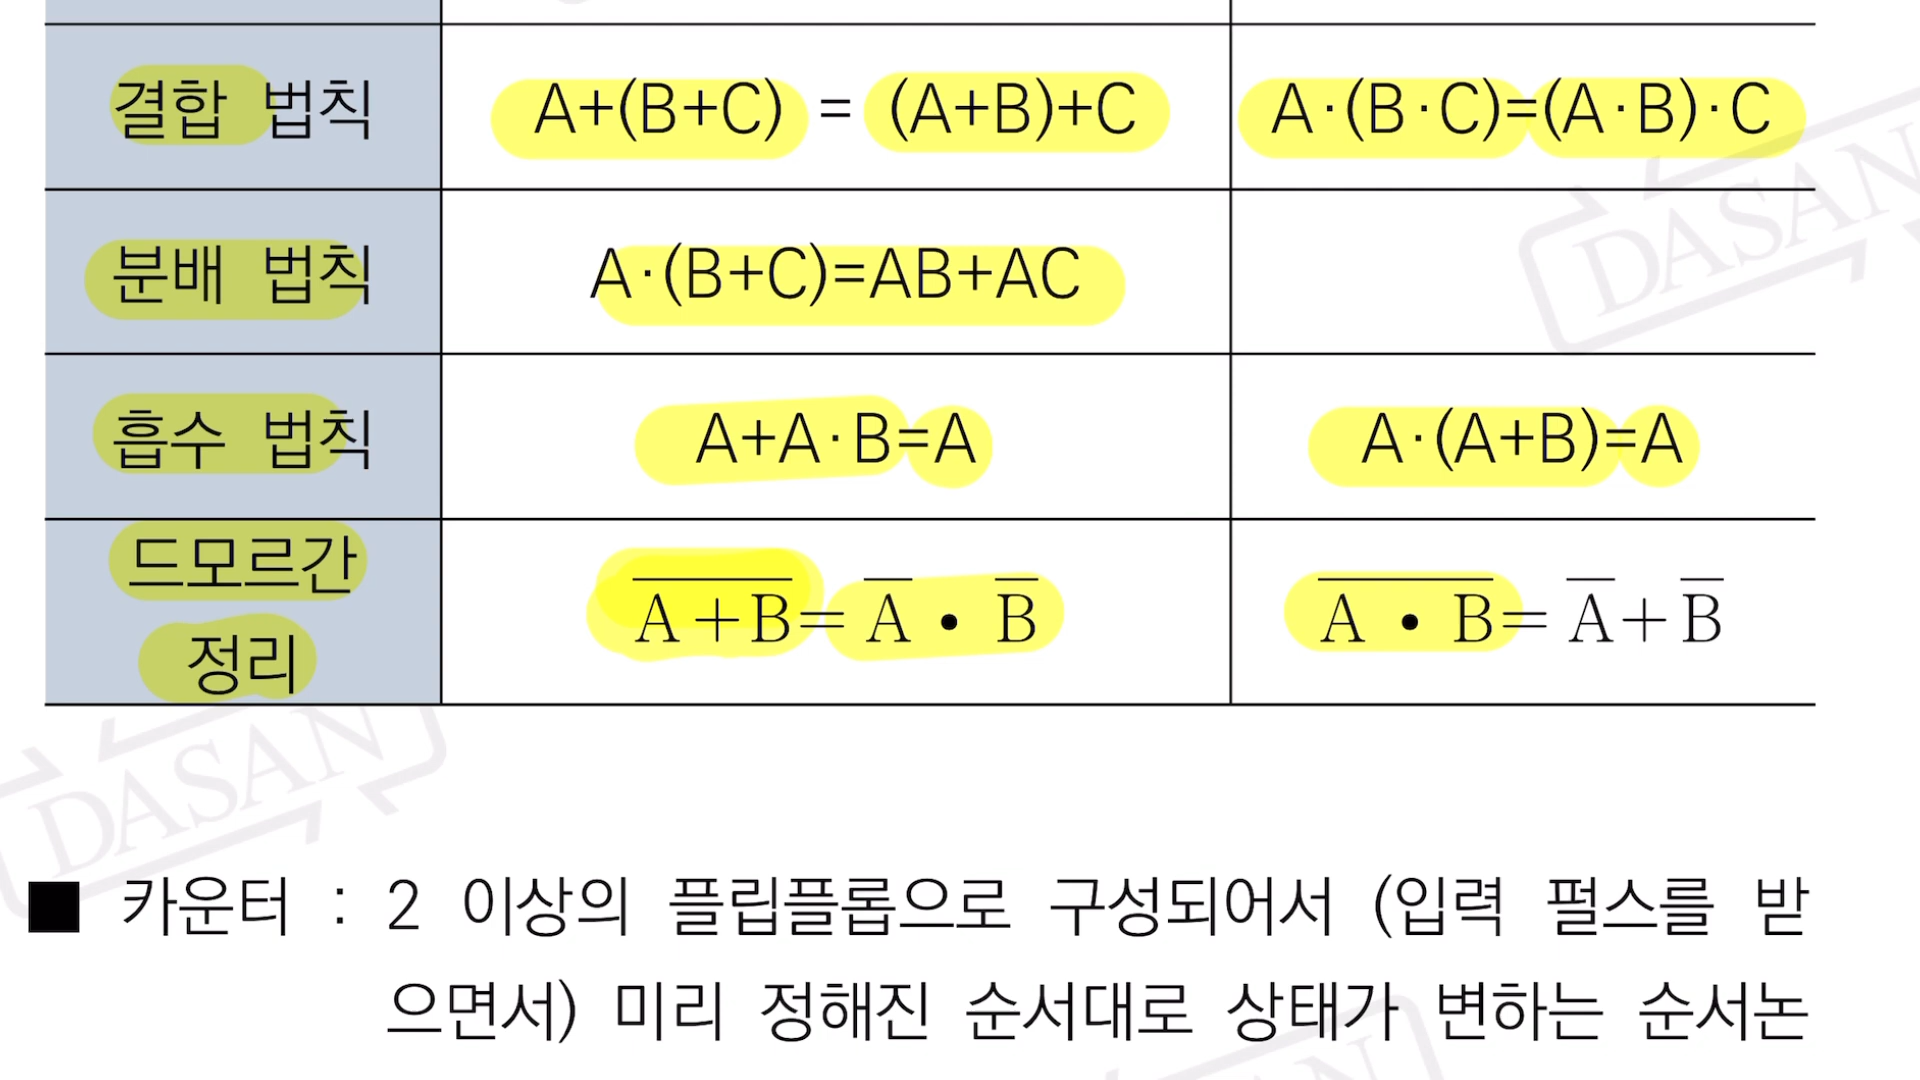 결합 법칙 A+(B+C) = (A+B)+C A·(B·C)=(A·B)·C
분배 법칙 A·(B+C)=AB+AC
흡수 법칙 A+A·B=A A·(A+B)=A
드모르간
정리 A̅ ̅+̅ ̅B̅ = A̅ • B̅ A̅ ̅•̅ ̅B̅ = A̅ + B̅
■ 카운터 : 2 이상의 플립플롭으로 구성되어서 (입력 펄스를 받
으면서) 미리 정해진 순서대로 상태가 변하는 순서논
DASAN
DASAN